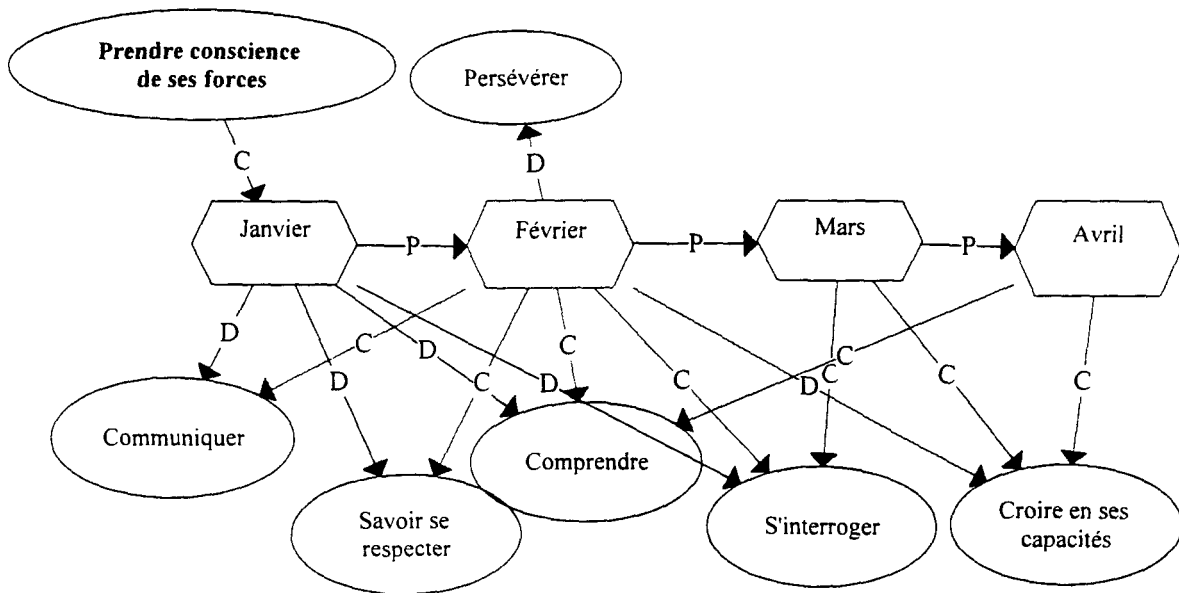 Prendre conscience
de ses forces
Persévérer
C
D
Janvier
Février
Mars
Avril
P
P
P
D
C
D
C
C
D
D
C
C
C
D
C
C
Communiquer
Comprendre
Savoir se
respecter
S'interroger
Croire en ses
capacités